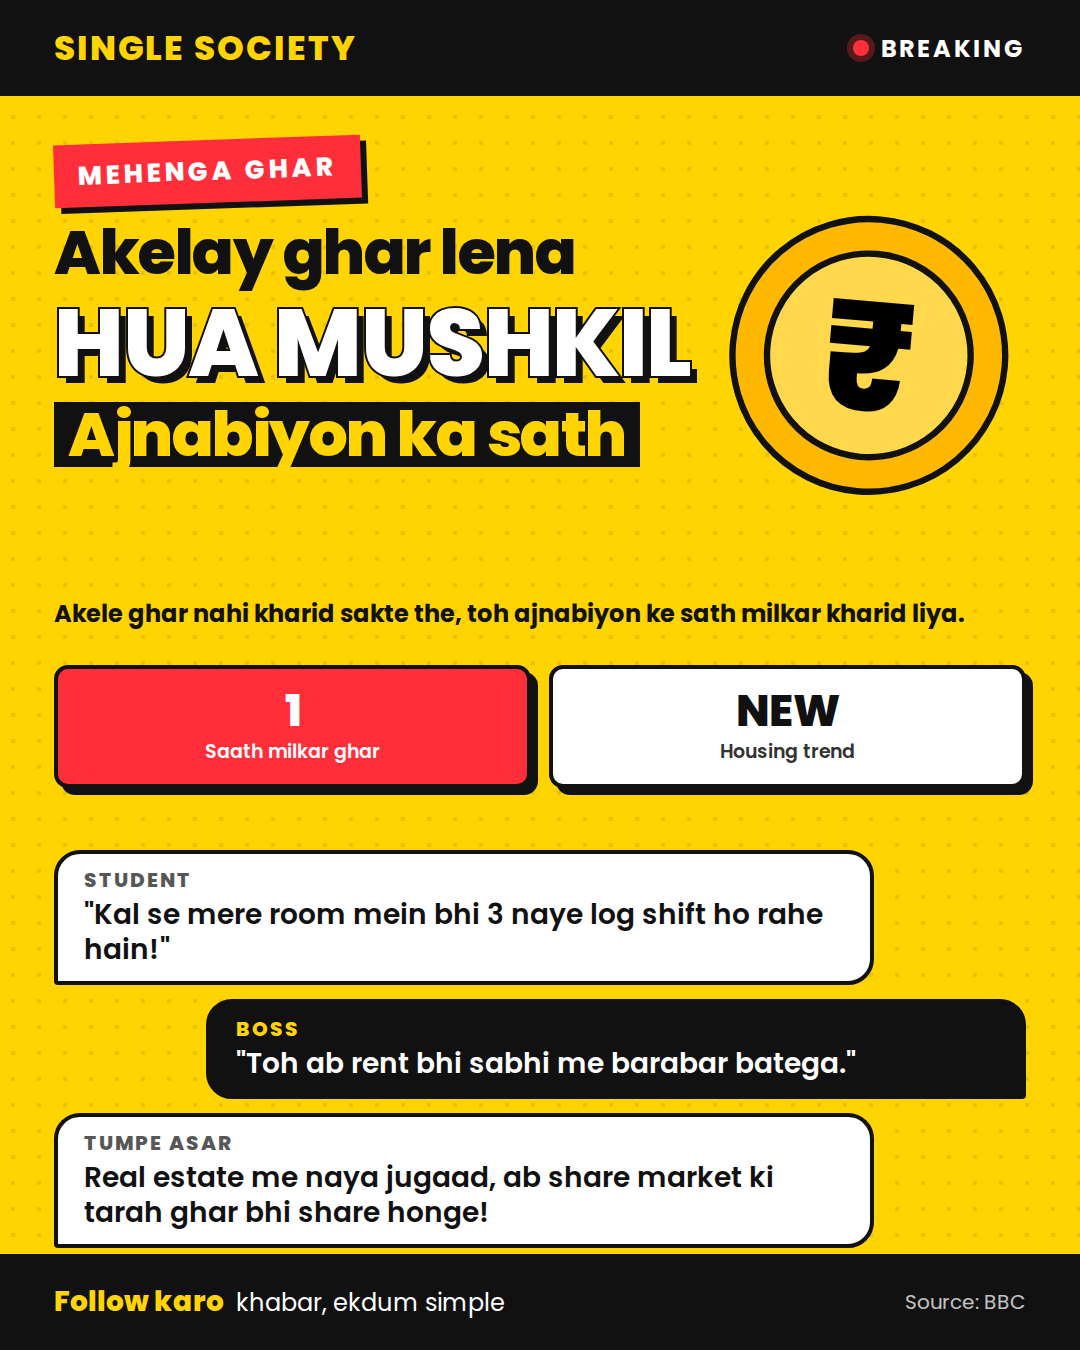 SINGLE SOCIETY
BREAKING
MEHENGA GHAR
Akelay ghar lena
HUA MUSHKIL
Ajnabiyon ka sath
₹
Akele ghar nahi kharid sakte the, toh ajnabiyon ke sath milkar kharid liya.
1
Saath milkar ghar
NEW
Housing trend
STUDENT
"Kal se mere room mein bhi 3 naye log shift ho rahe
hain!"
BOSS
"Toh ab rent bhi sabhi me barabar batega."
TUMPE ASAR
Real estate me naya jugaad, ab share market ki
tarah ghar bhi share honge!
Follow karo khabar, ekdum simple
Source: BBC